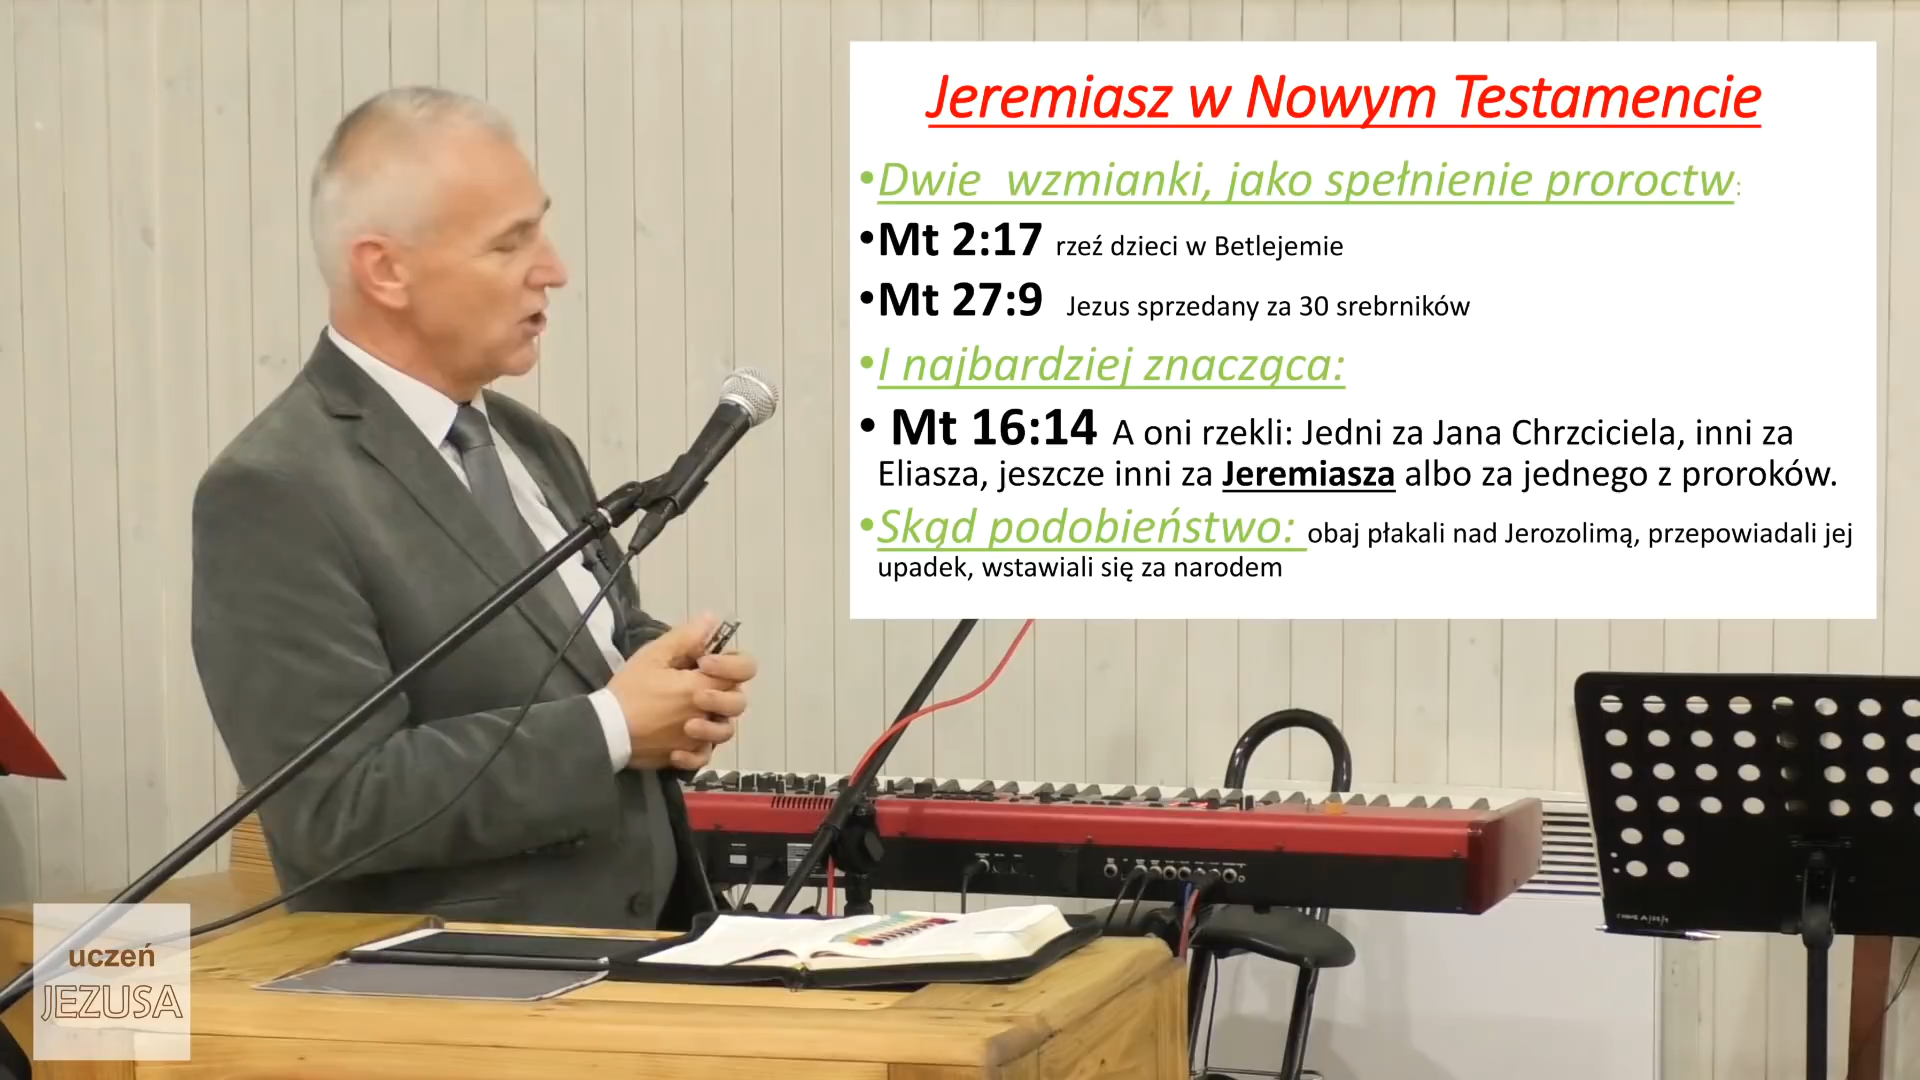 Jeremiasz w Nowym Testamencie
•Dwie wzmianki, jako spełnienie proroctw:
•Mt 2:17 rzeź dzieci w Betlejemie
•Mt 27:9 Jezus sprzedany za 30 srebrników
•I najbardziej znacząca:
• Mt 16:14 A oni rzekli: Jedni za Jana Chrzciciela, inni za
Eliasza, jeszcze inni za Jeremiasza albo za jednego z proroków.
•Skąd podobieństwo: obaj płakali nad Jerozolimą, przepowiadali jej
upadek, wstawiali się za narodem
uczeń
JEZUSA